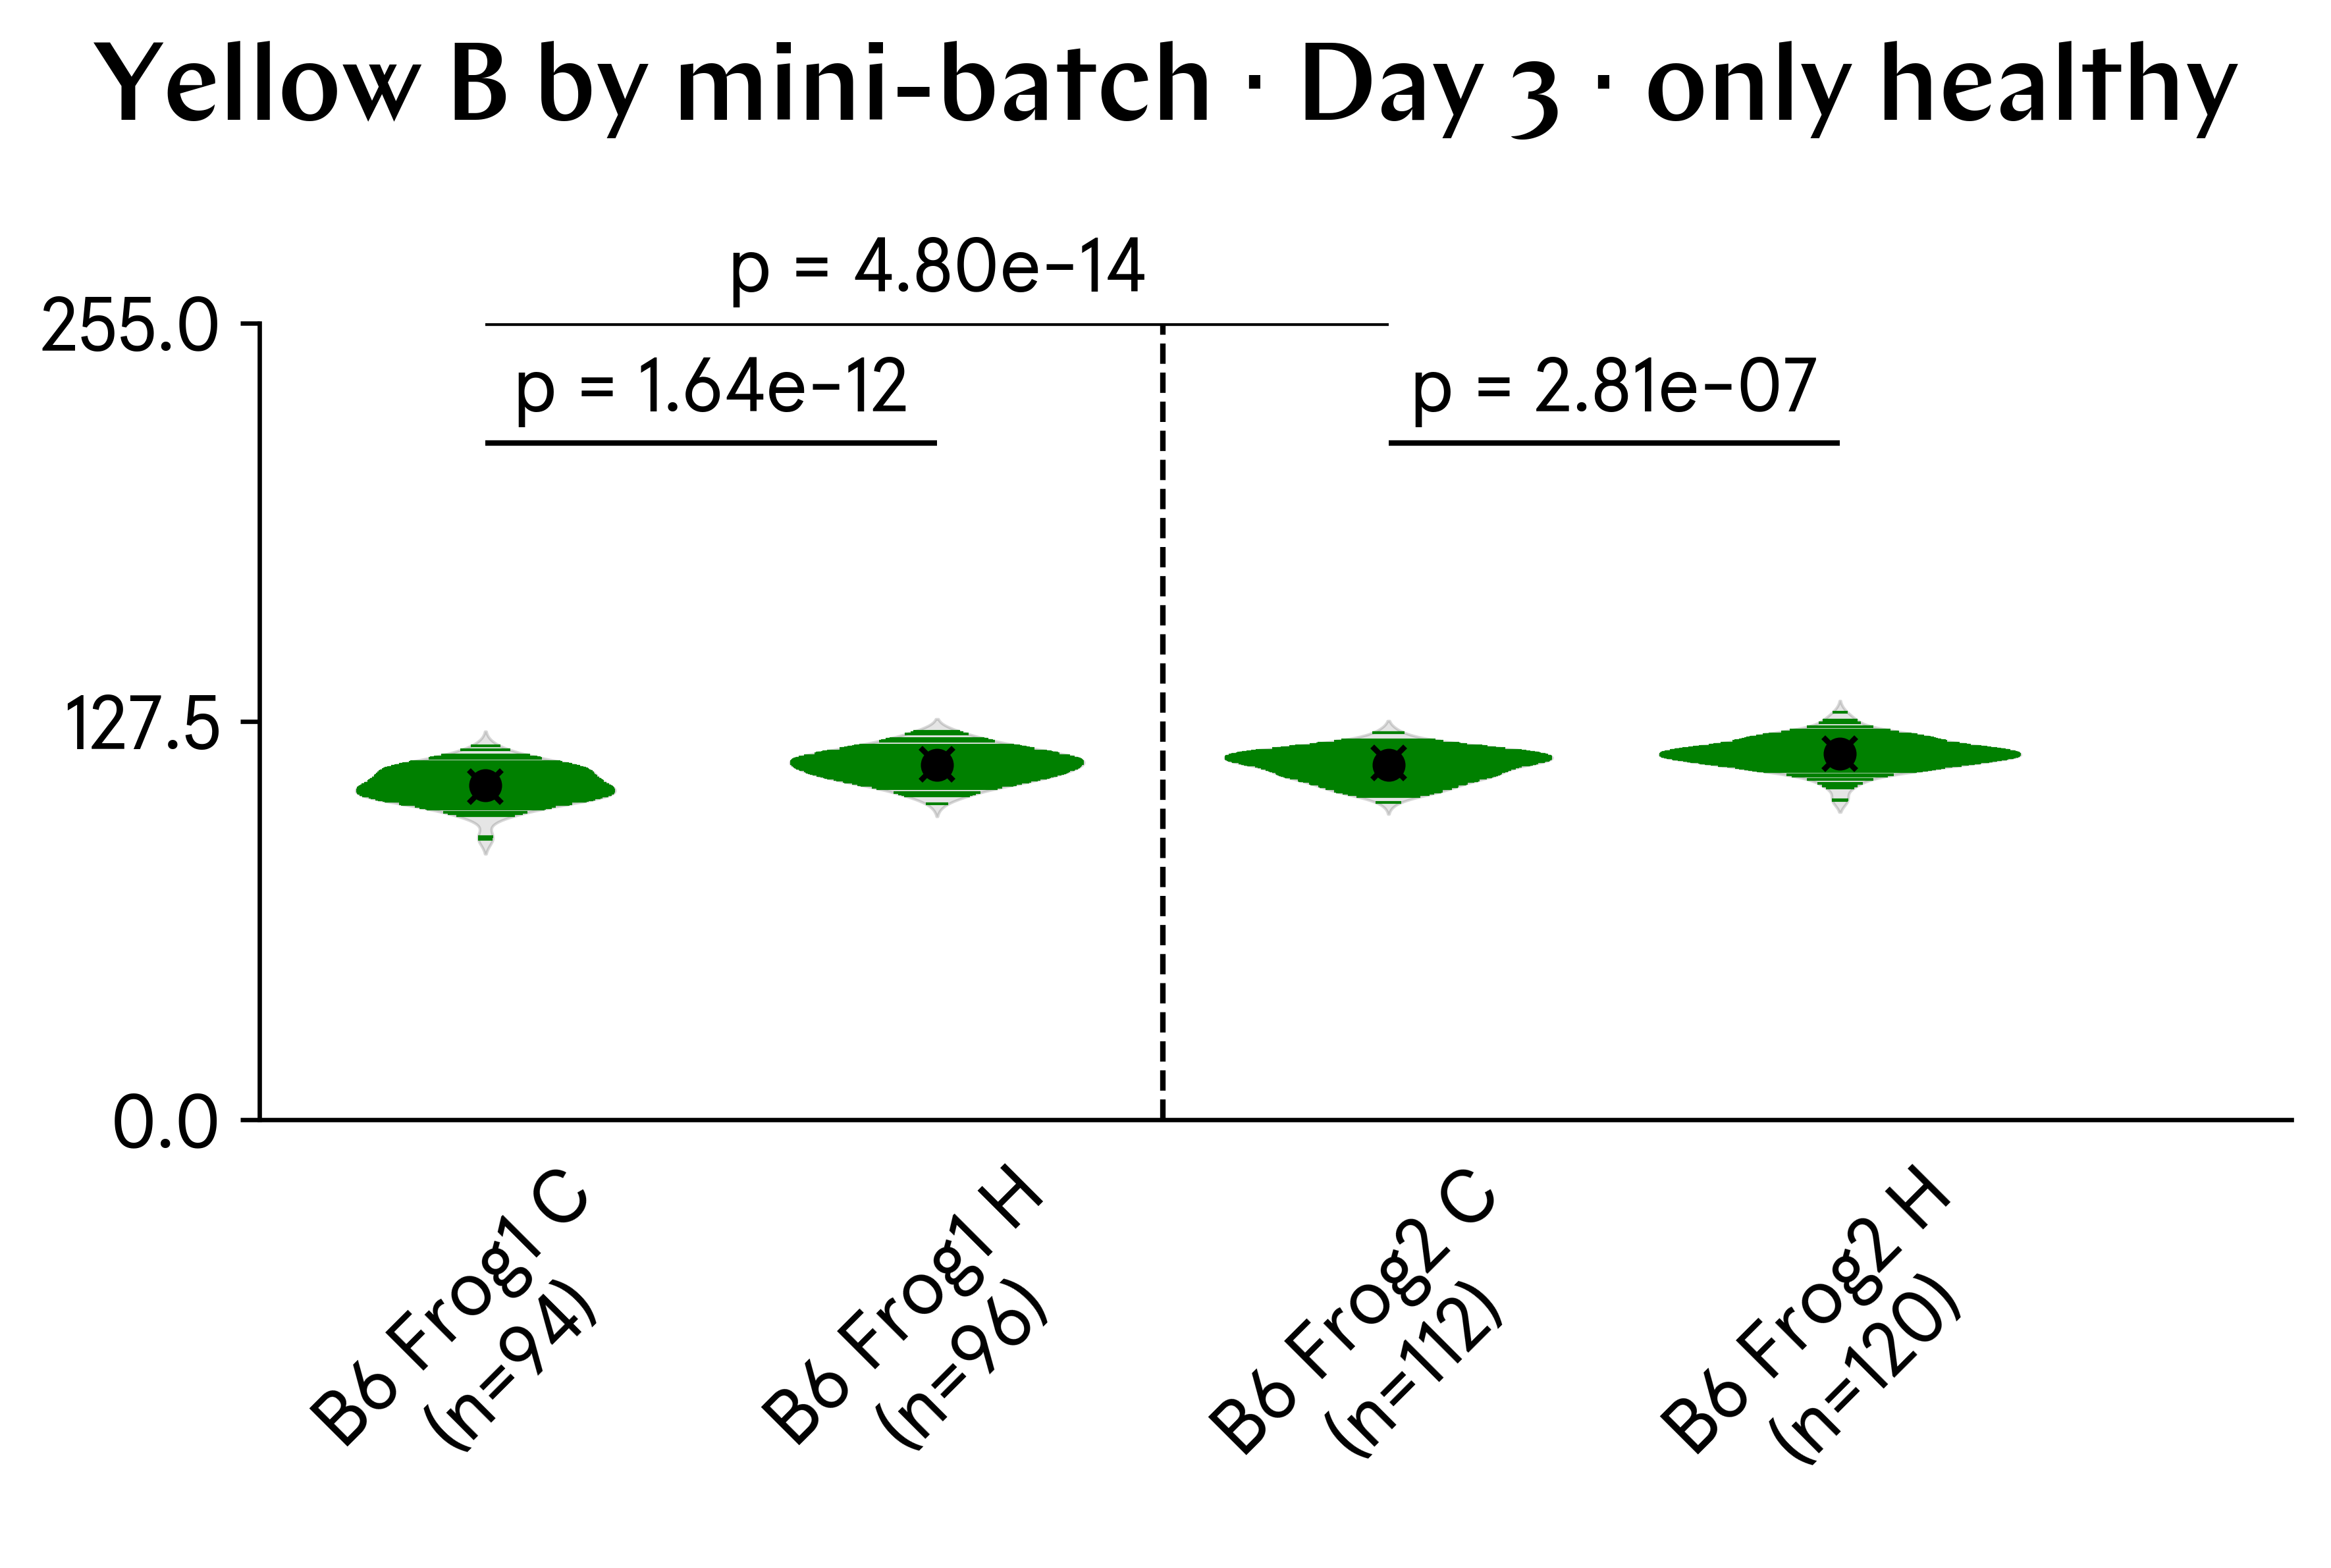 Yellow B by mini-batch · Day 3 · only healthy
p = 4.80e-14
255.0
p = 1.64e-12
p = 2.81e-07
127.5
0.0
B6 Frog1 C
(n=94)
B6 Frog1 H
(n=96)
B6 Frog2 C
(n=112)
B6 Frog2 H
(n=120)